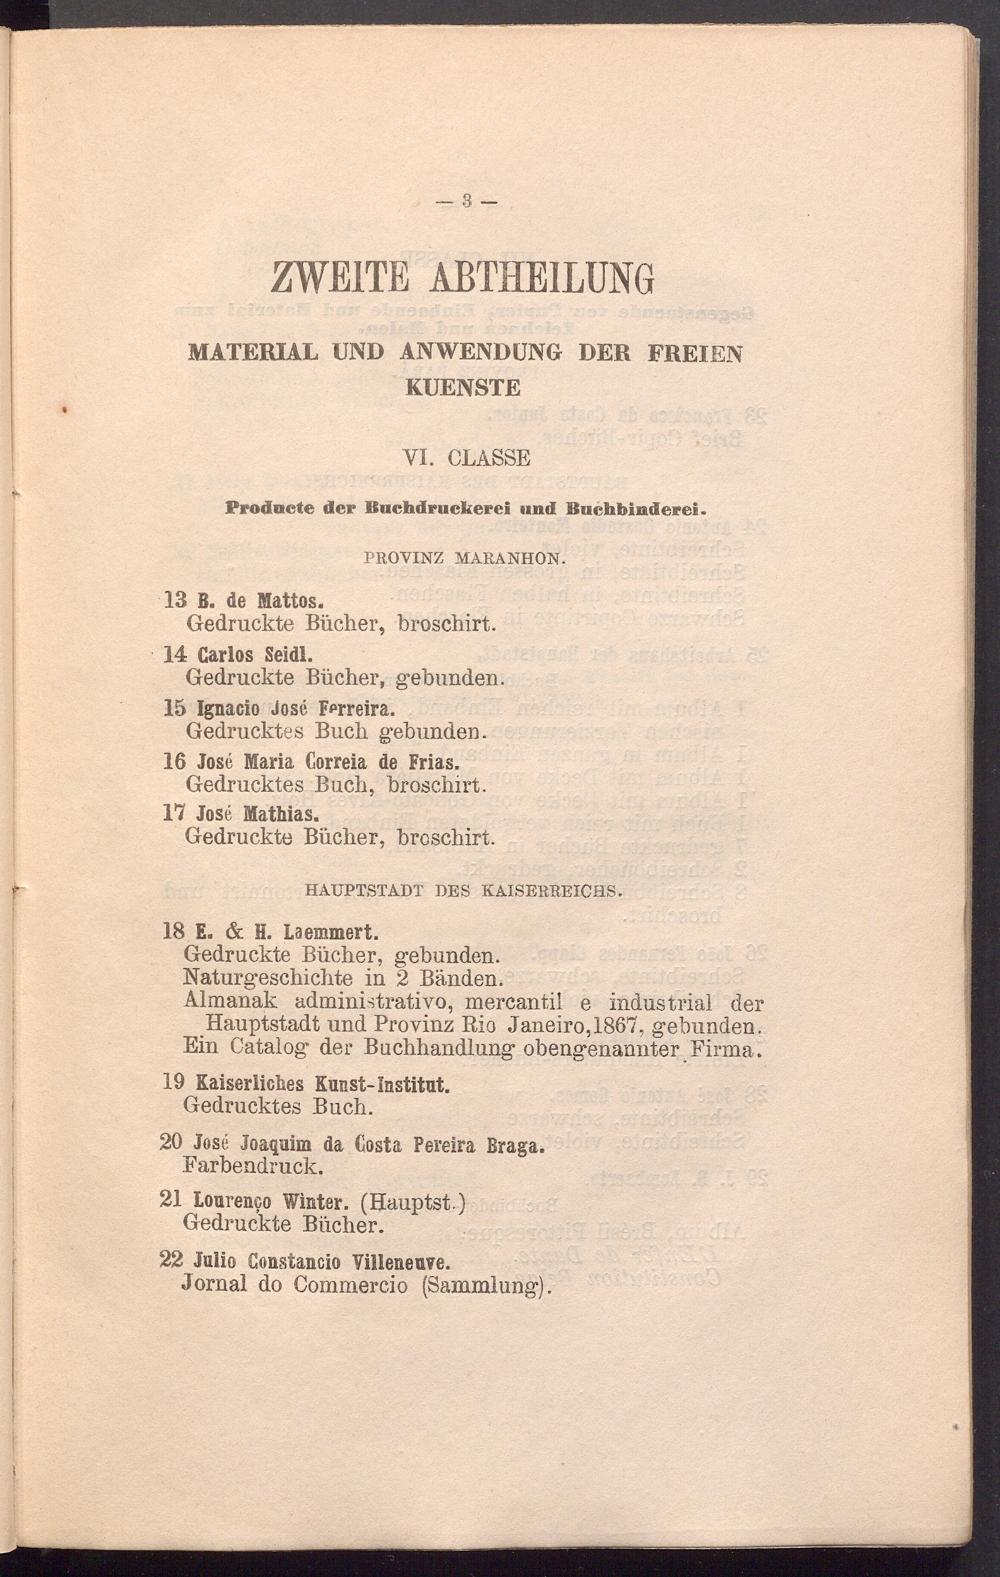 — 3 —
ZWEITE ABTHEILUNG
MATERIAL UND ANWENDUNG DER FREIEN
KUENSTE
VI. CLASSE
Producte der Buchdruckerei und Buchbinderei.
PROVINZ MARANHON.
13 B. de Mattos.
Gedruckte Bücher, broschirt.
14 Carlos Seidl.
Gedruckte Bücher, gebunden.
15 Ignacio José Ferreira.
Gedrucktes Buch gebunden.
16 José Maria Correia de Frias.
Gedrucktes Buch, broschirt.
17 José Mathias.
Gedruckte Bücher, broschirt.
HAUPTSTADT DES KAISERREICHS.
18 E. & H. Laemmert.
Gedruckte Bücher, gebunden.
Naturgeschichte in 2 Bänden.
Almanak administrativo, mercantil e industrial der
Hauptstadt und Provinz Rio Janeiro, 1867, gebunden.
Ein Catalog der Buchhandlung obengenannter Firma.
19 Kaiserliches Kunst-Institut.
Gedrucktes Buch.
20 José Joaquim da Costa Pereira Braga.
Farbendruck.
21 Lourenço Winter. (Hauptst.)
Gedruckte Bücher.
22 Julio Constancio Villeneuve.
Jornal do Commercio (Sammlung).